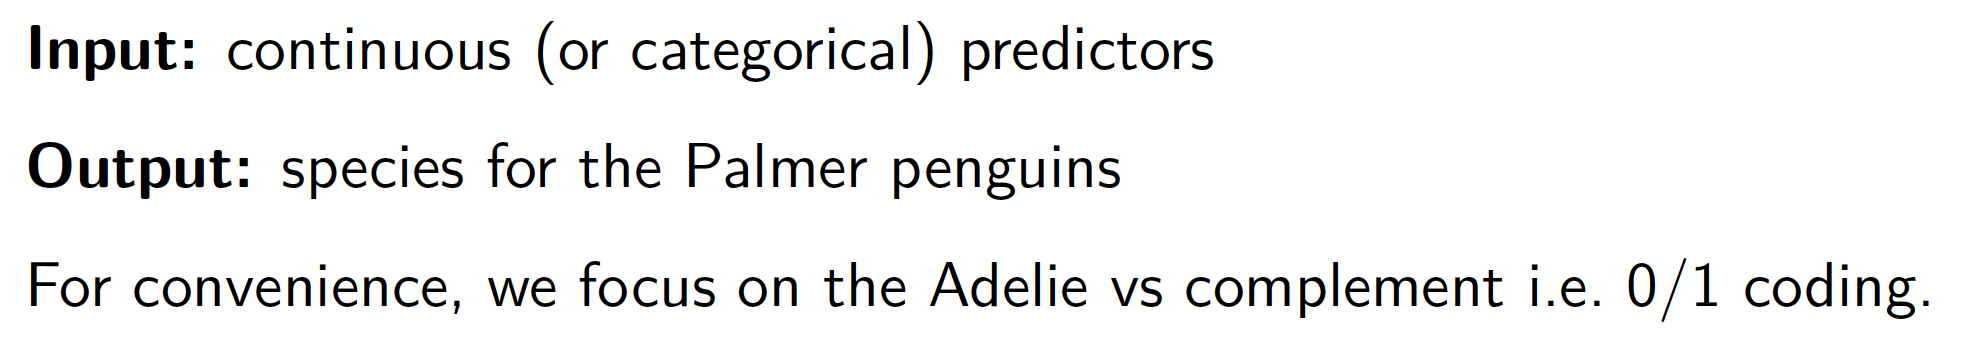 Input: continuous (or categorical) predictors
Output: species for the Palmer penguins
For convenience, we focus on the Adelie vs complement i.e. 0/1 coding.